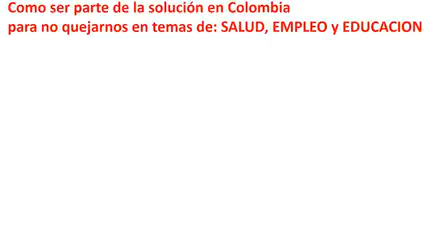 Como ser parte de la solución en Colombia
para no quejarnos en temas de: SALUD, EMPLEO y EDUCACION